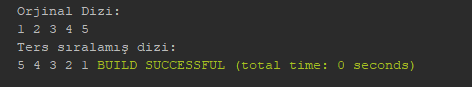 Orjinal Dizi:
1 2 3 4 5
Ters sıralamış dizi:
5 4 3 2 1 BUILD SUCCESSFUL (total time: 0 seconds)